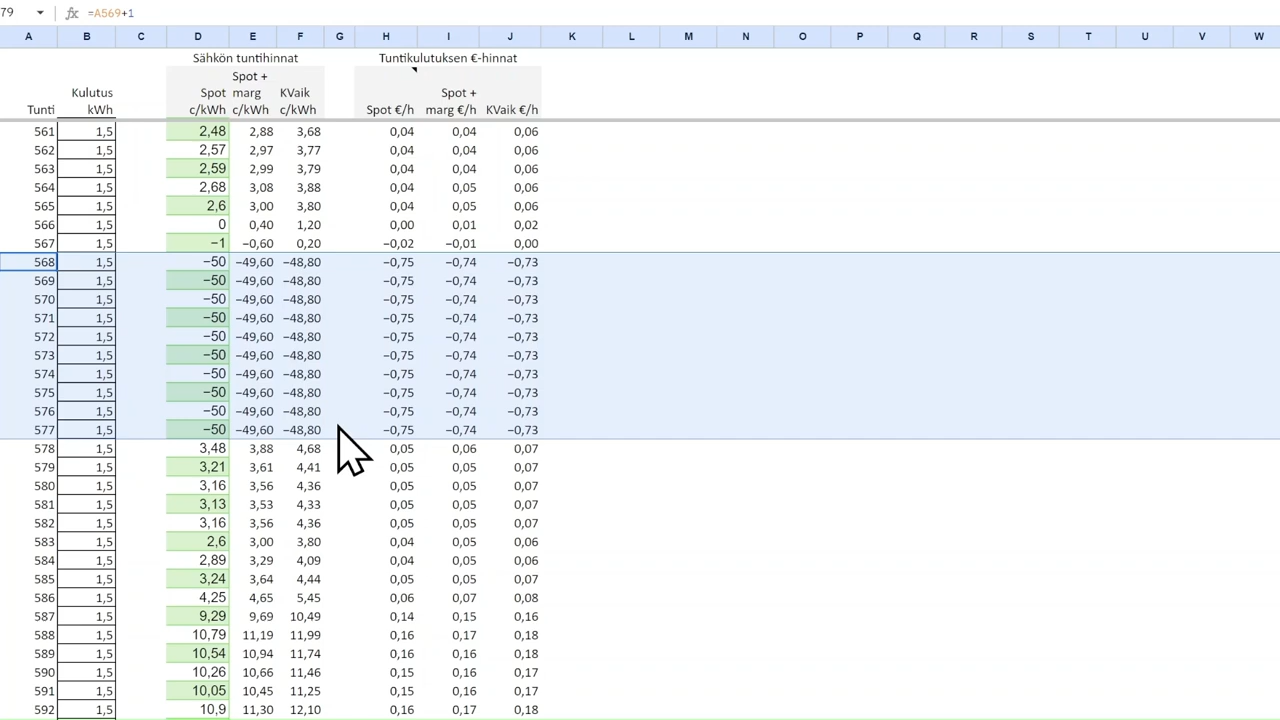 79 fx =A569+1
A B C D E F G H I J K L M N O P Q R S T U V W
Sähkön tuntihinnat Tuntikulutuksen €-hinnat
Spot +
Kulutus Spot marg KVaik Spot +
Tunti kWh c/kWh c/kWh c/kWh Spot €/h marg €/h KVaik €/h
561 1,5 2,48 2,88 3,68 0,04 0,04 0,06
562 1,5 2,57 2,97 3,77 0,04 0,04 0,06
563 1,5 2,59 2,99 3,79 0,04 0,04 0,06
564 1,5 2,68 3,08 3,88 0,04 0,05 0,06
565 1,5 2,6 3,00 3,80 0,04 0,05 0,06
566 1,5 0 0,40 1,20 0,00 0,01 0,02
567 1,5 −1 −0,60 0,20 −0,02 −0,01 0,00
568 1,5 −50 −49,60 −48,80 −0,75 −0,74 −0,73
569 1,5 −50 −49,60 −48,80 −0,75 −0,74 −0,73
570 1,5 −50 −49,60 −48,80 −0,75 −0,74 −0,73
571 1,5 −50 −49,60 −48,80 −0,75 −0,74 −0,73
572 1,5 −50 −49,60 −48,80 −0,75 −0,74 −0,73
573 1,5 −50 −49,60 −48,80 −0,75 −0,74 −0,73
574 1,5 −50 −49,60 −48,80 −0,75 −0,74 −0,73
575 1,5 −50 −49,60 −48,80 −0,75 −0,74 −0,73
576 1,5 −50 −49,60 −48,80 −0,75 −0,74 −0,73
577 1,5 −50 −49,60 −48,80 −0,75 −0,74 −0,73
578 1,5 3,48 3,88 4,68 0,05 0,06 0,07
579 1,5 3,21 3,61 4,41 0,05 0,05 0,07
580 1,5 3,16 3,56 4,36 0,05 0,05 0,07
581 1,5 3,13 3,53 4,33 0,05 0,05 0,07
582 1,5 3,16 3,56 4,36 0,05 0,05 0,07
583 1,5 2,6 3,00 3,80 0,04 0,05 0,06
584 1,5 2,89 3,29 4,09 0,04 0,05 0,06
585 1,5 3,24 3,64 4,44 0,05 0,05 0,07
586 1,5 4,25 4,65 5,45 0,06 0,07 0,08
587 1,5 9,29 9,69 10,49 0,14 0,15 0,16
588 1,5 10,79 11,19 11,99 0,16 0,17 0,18
589 1,5 10,54 10,94 11,74 0,16 0,16 0,18
590 1,5 10,26 10,66 11,46 0,15 0,16 0,17
591 1,5 10,05 10,45 11,25 0,15 0,16 0,17
592 1,5 10,9 11,30 12,10 0,16 0,17 0,18